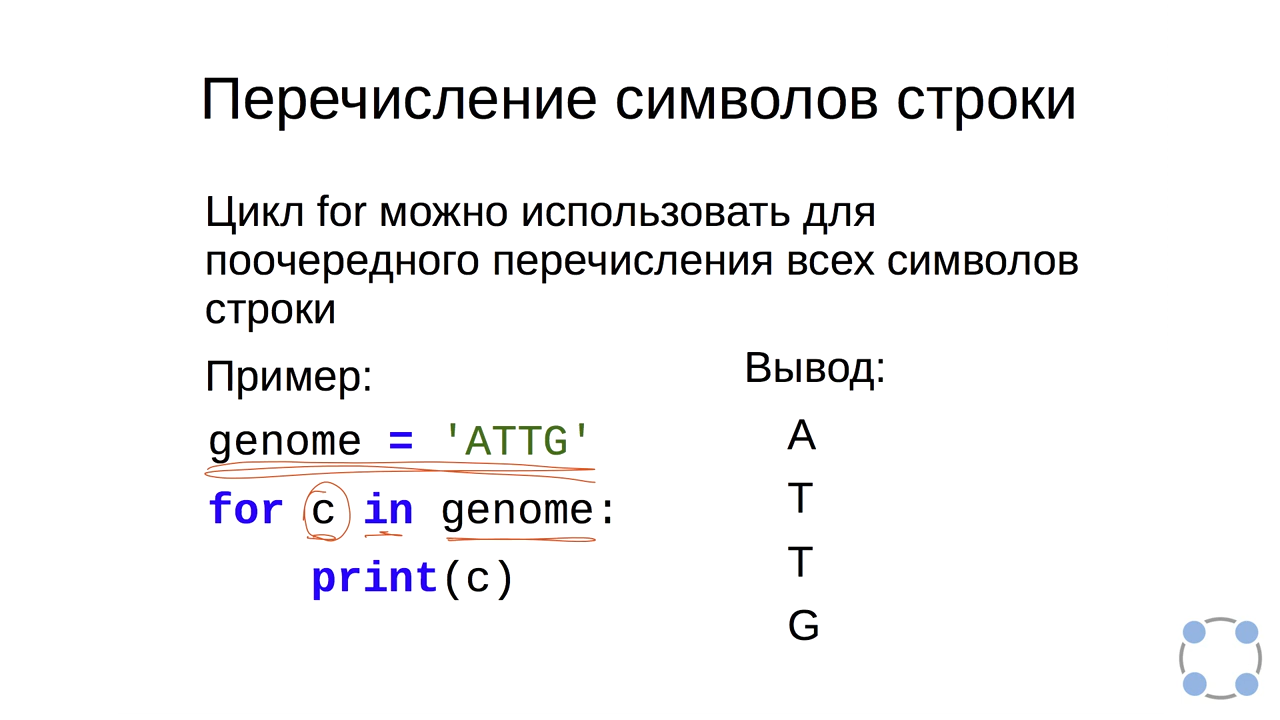 Перечисление символов строки
Цикл for можно использовать для
поочередного перечисления всех символов
строки
Пример:
genome = 'ATTG'
for c in genome:
    print(c)
Вывод:
A
T
T
G